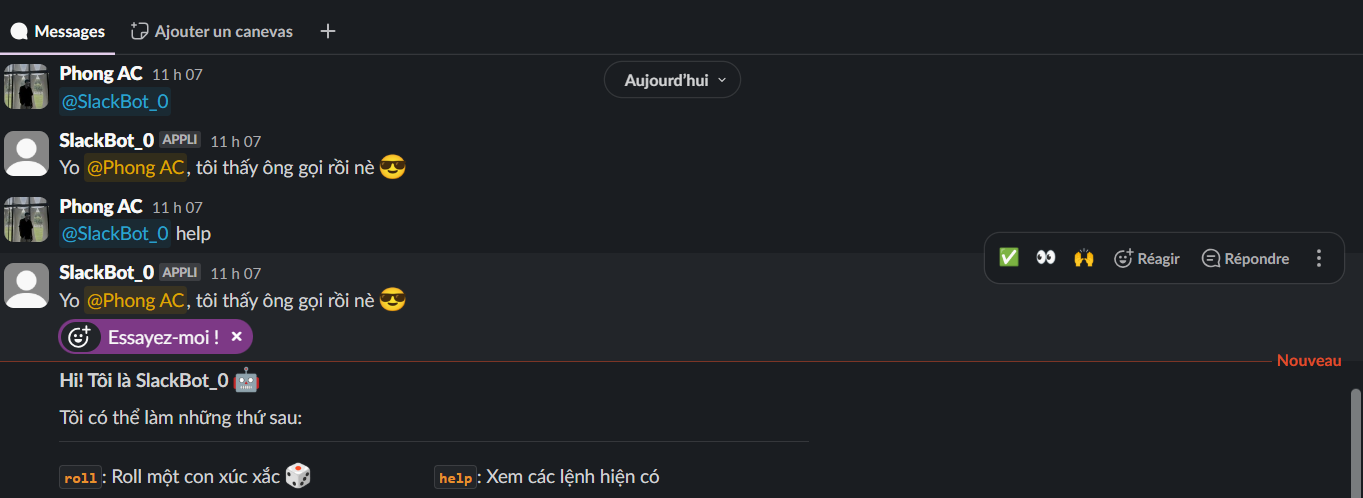 Messages Ajouter un canevas
Phong AC 11 h 07
Aujourd’hui
@SlackBot_0
SlackBot_0 APPLI 11 h 07
Yo @Phong AC, tôi thấy ông gọi rồi nè 😎
Phong AC 11 h 07
@SlackBot_0 help
SlackBot_0 APPLI 11 h 07
Réagir Répondre
Yo @Phong AC, tôi thấy ông gọi rồi nè 😎
Essayez-moi !
Nouveau
Hi! Tôi là SlackBot_0 🤖
Tôi có thể làm những thứ sau:
roll: Roll một con xúc xắc 🎲 help: Xem các lệnh hiện có